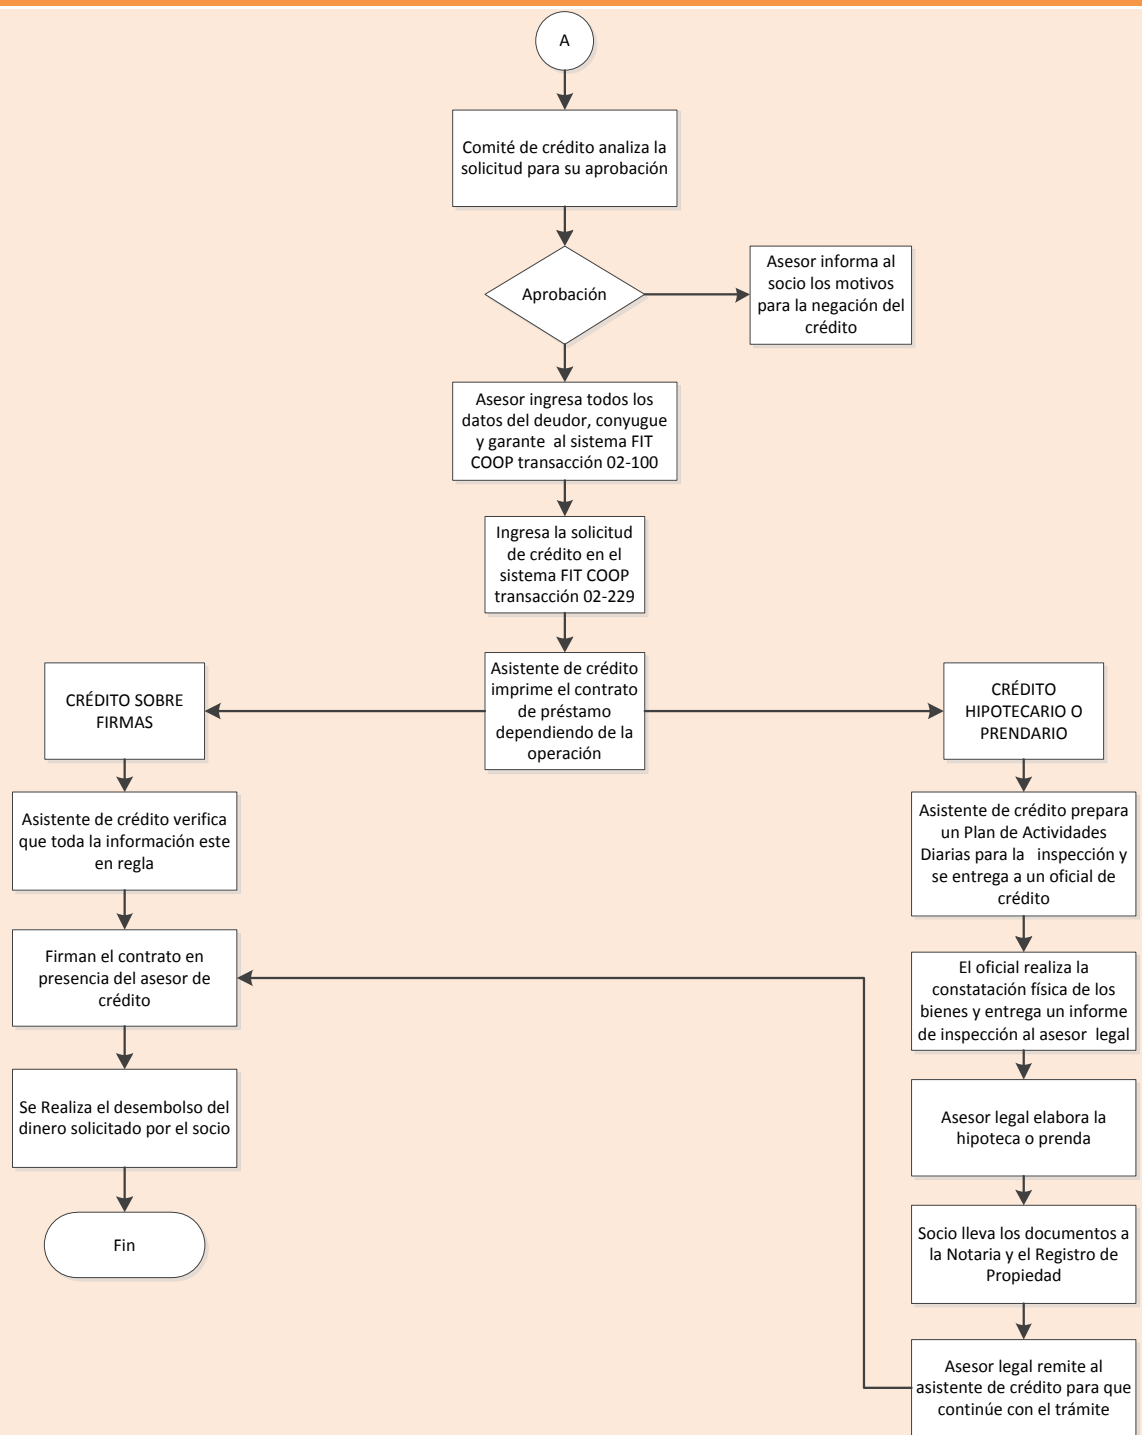 A
Comité de crédito analiza la
solicitud para su aprobación
Aprobación
Asesor informa al
socio los motivos
para la negación del
crédito
Asesor ingresa todos los
datos del deudor, conyugue
y garante al sistema FIT
COOP transacción 02-100
Ingresa la solicitud
de crédito en el
sistema FIT COOP
transacción 02-229
Asistente de crédito
imprime el contrato
de préstamo
dependiendo de la
operación
CRÉDITO SOBRE
FIRMAS
Asistente de crédito verifica
que toda la información este
en regla
Firman el contrato en
presencia del asesor de
crédito
Se Realiza el desembolso del
dinero solicitado por el socio
Fin
CRÉDITO
HIPOTECARIO O
PRENDARIO
Asistente de crédito prepara
un Plan de Actividades
Diarias para la inspección y
se entrega a un oficial de
crédito
El oficial realiza la
constatación física de los
bienes y entrega un informe
de inspección al asesor legal
Asesor legal elabora la
hipoteca o prenda
Socio lleva los documentos a
la Notaria y el Registro de
Propiedad
Asesor legal remite al
asistente de crédito para que
continúe con el trámite